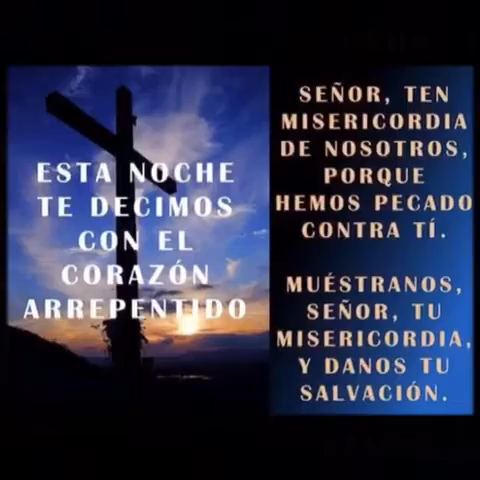 ESTA NOCHE
TE DECIMOS
CON EL
CORAZÓN
ARREPENTIDO
SEÑOR, TEN
MISERICORDIA
DE NOSOTROS,
PORQUE
HEMOS PECADO
CONTRA TÍ.
MUÉSTRANOS,
SEÑOR, TU
MISERICORDIA,
Y DANOS TU
SALVACIÓN.